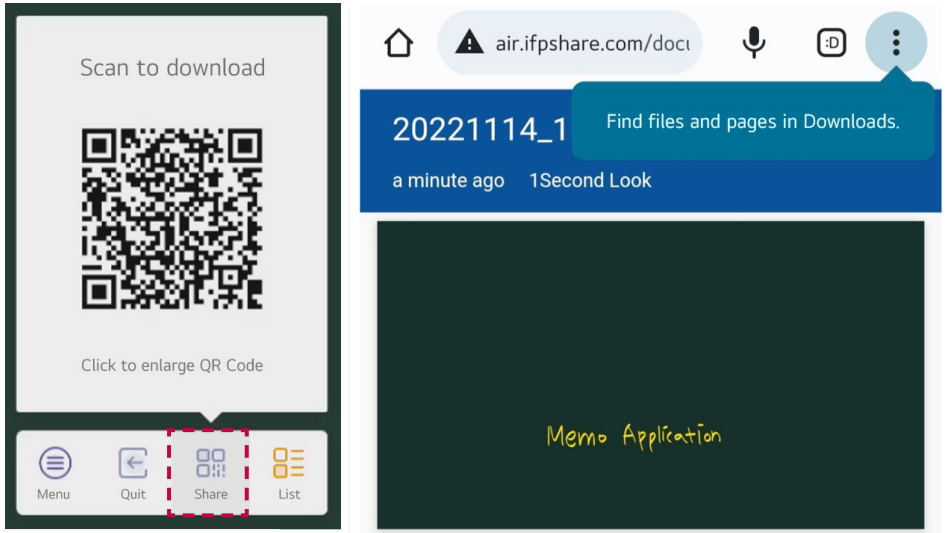 Scan to download
Click to enlarge QR Code
Menu
Quit
Share
List
air.ifpshare.com/docu
:D
20221114_1
Find files and pages in Downloads.
a minute ago 1Second Look
Memo Application